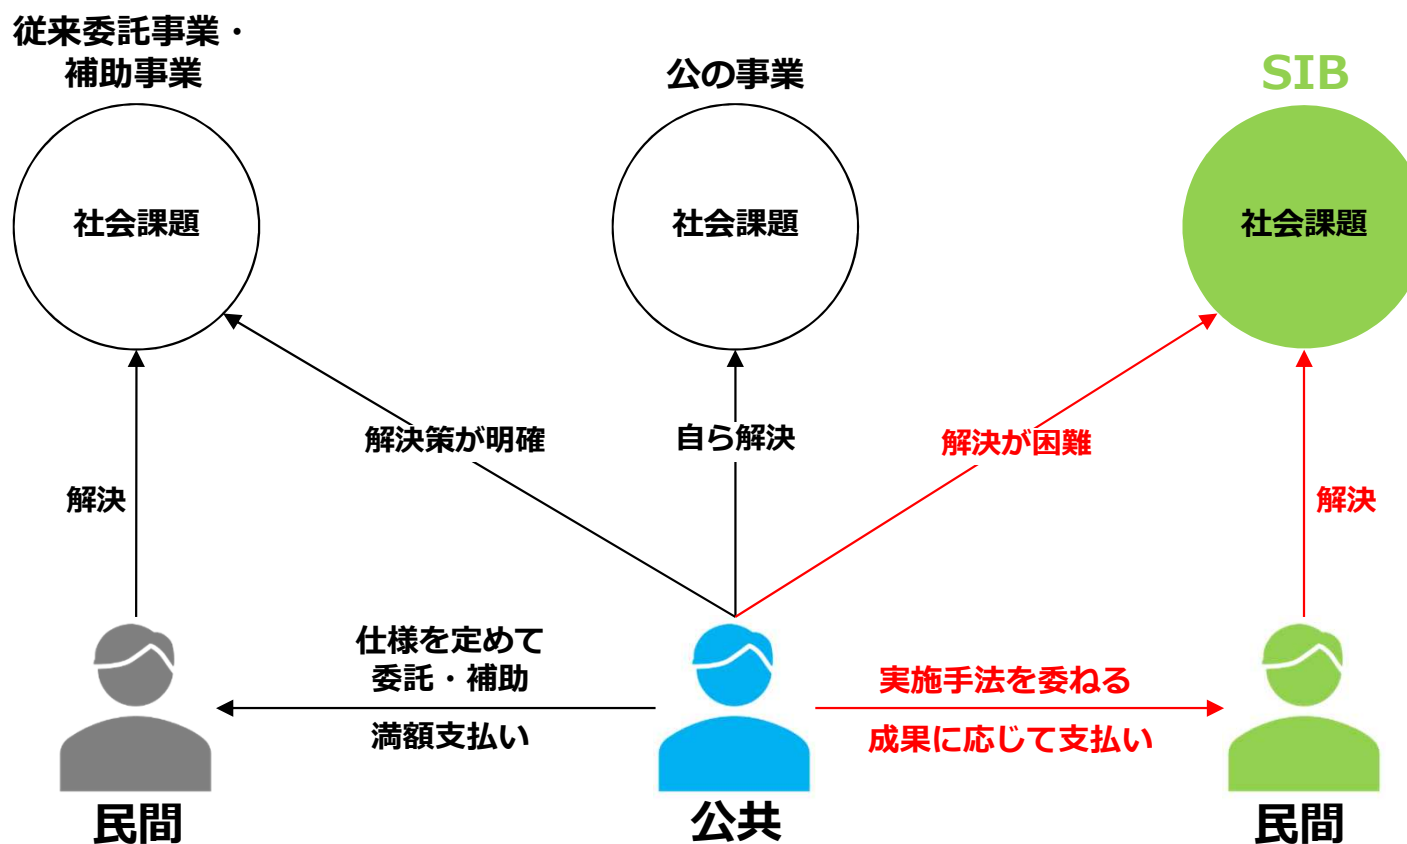 従来委託事業・
補助事業
公の事業
SIB
社会課題
社会課題
社会課題
解決策が明確
自ら解決
解決が困難
解決
解決
仕様を定めて
委託・補助
満額支払い
実施手法を委ねる
成果に応じて支払い
民間
公共
民間